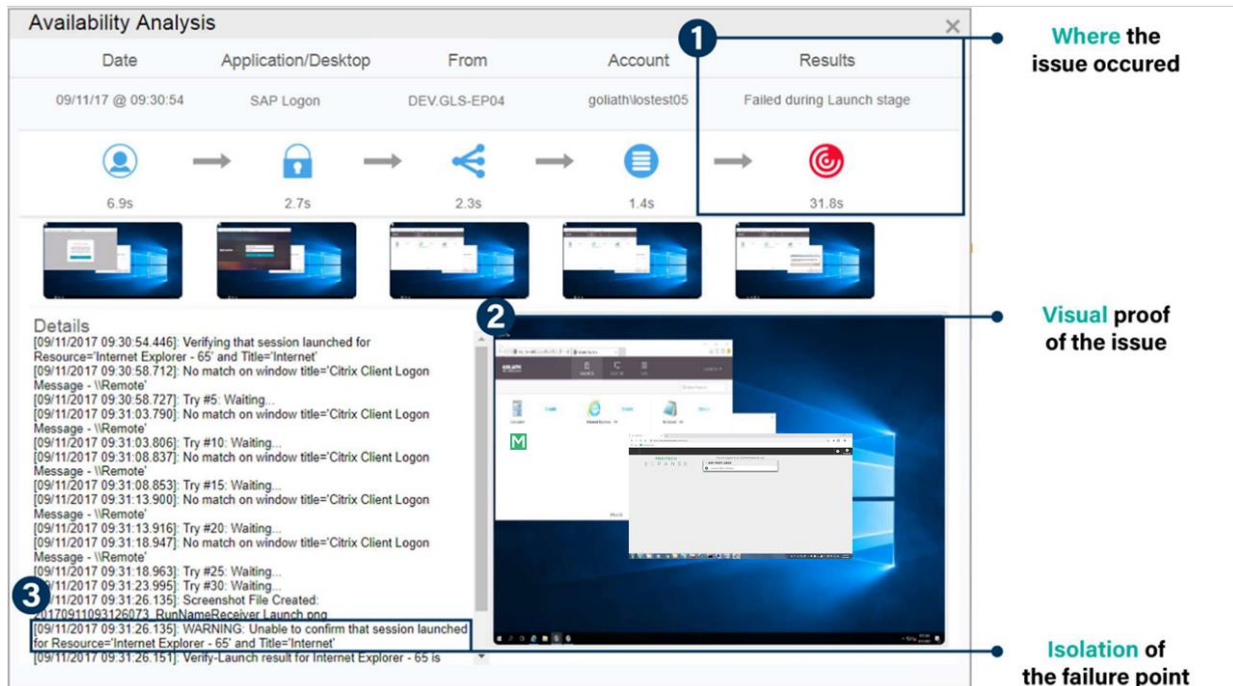 Availability Analysis
1
Where the
issue occured
Date
Application/Desktop
From
Account
Results
09/11/17 @ 09:30:54
SAP Logon
DEV.GLS-EP04
goliath\lostest05
Failed during Launch stage
6.9s
2.7s
2.3s
1.4s
31.8s
2
Visual proof
of the issue
Details
[09/11/2017 09:30:54.446]: Verifying that session launched for
Resource='Internet Explorer - 65' and Title='Internet'
[09/11/2017 09:30:58.712]: No match on window title='Citrix Client Logon
Message - \\Remote'
[09/11/2017 09:30:58.727]: Try #5: Waiting...
[09/11/2017 09:31:03.790]: No match on window title='Citrix Client Logon
Message - \\Remote'
[09/11/2017 09:31:03.806]: Try #10: Waiting...
[09/11/2017 09:31:08.837]: No match on window title='Citrix Client Logon
Message - \\Remote'
[09/11/2017 09:31:08.853]: Try #15: Waiting...
[09/11/2017 09:31:13.900]: No match on window title='Citrix Client Logon
Message - \\Remote'
[09/11/2017 09:31:13.916]: Try #20: Waiting...
[09/11/2017 09:31:18.947]: No match on window title='Citrix Client Logon
Message - \\Remote'
[09/11/2017 09:31:18.963]: Try #25: Waiting...
/11/2017 09:31:23.995]: Try #30: Waiting...
/11/2017 09:31:26.135]: Screenshot File Created:
20170911093126073_RunNameReceiver Launch.png
3
[09/11/2017 09:31:26.135]: WARNING: Unable to confirm that session launched
for Resource='Internet Explorer - 65' and Title='Internet'
[09/11/2017 09:31:26.151]: Verify-Launch result for Internet Explorer - 65 is
Isolation of
the failure point
GOLIATH
M
EXPANSE